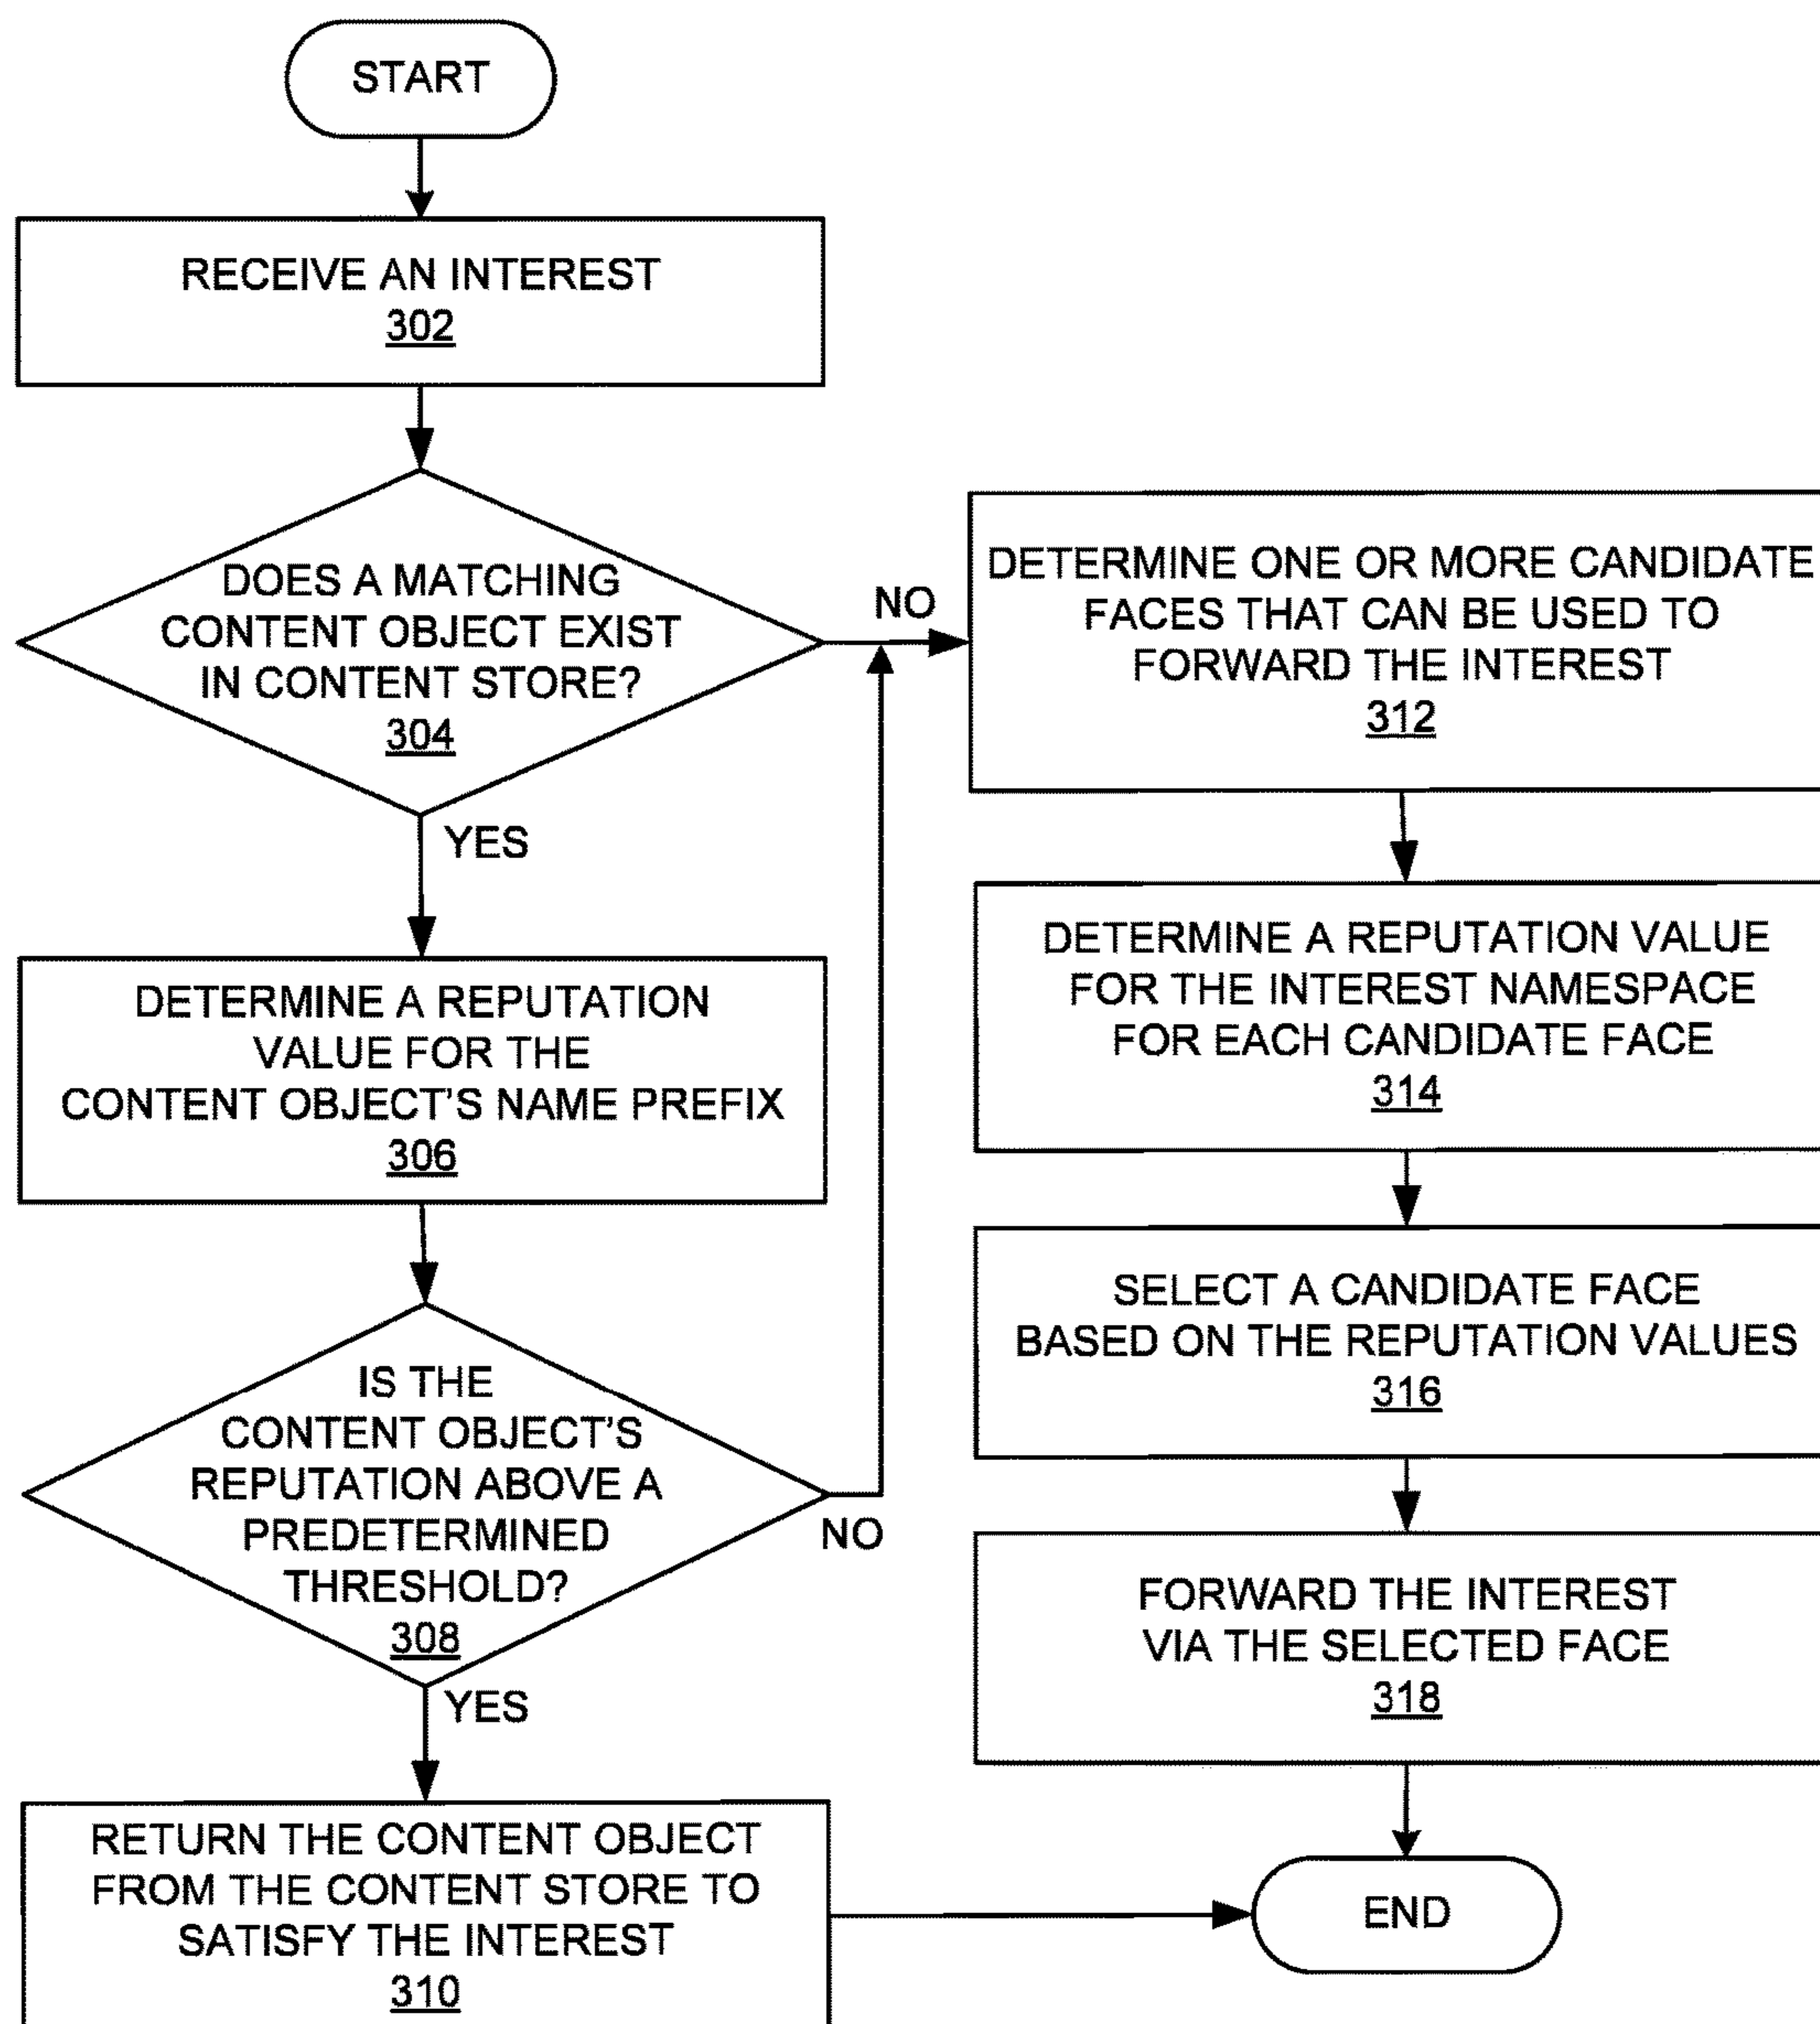 START
RECEIVE AN INTEREST
302
DOES A MATCHING
CONTENT OBJECT EXIST
IN CONTENT STORE?
304
NO
YES
DETERMINE A REPUTATION
VALUE FOR THE
CONTENT OBJECT'S NAME PREFIX
306
IS THE
CONTENT OBJECT'S
REPUTATION ABOVE A
PREDETERMINED
THRESHOLD?
308
NO
YES
RETURN THE CONTENT OBJECT
FROM THE CONTENT STORE TO
SATISFY THE INTEREST
310
DETERMINE ONE OR MORE CANDIDATE
FACES THAT CAN BE USED TO
FORWARD THE INTEREST
312
DETERMINE A REPUTATION VALUE
FOR THE INTEREST NAMESPACE
FOR EACH CANDIDATE FACE
314
SELECT A CANDIDATE FACE
BASED ON THE REPUTATION VALUES
316
FORWARD THE INTEREST
VIA THE SELECTED FACE
318
END